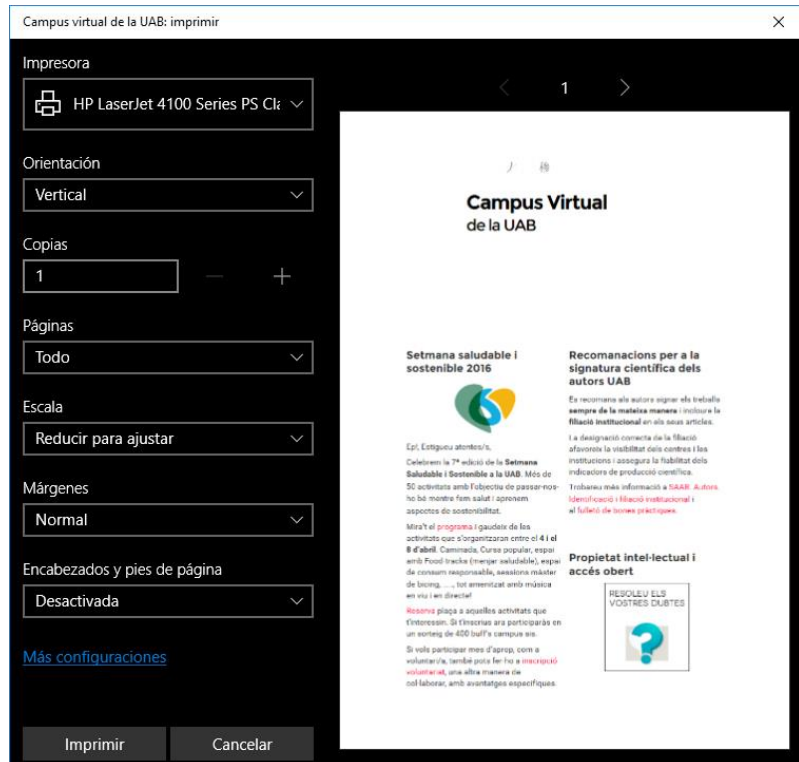 Campus virtual de la UAB: imprimir
Impresora
HP LaserJet 4100 Series PS Cla
Orientación
Vertical
Copias
1
Páginas
Todo
Escala
Reducir para ajustar
Márgenes
Normal
Encabezados y pies de página
Desactivada
Más configuraciones
Imprimir
Cancelar
1
Campus Virtual
de la UAB
Setmana saludable i
sostenible 2016
Ep!, Estigueu atentes/s,
Celebrem la 7ª edició de la Setmana
Saludable i Sostenible a la UAB. Més de
50 activitats amb l'objectiu de passar-nos-
ho bé mentre fem salut i aprenem
aspectes de sostenibilitat.
Mira't el programa i gaudeix de les
activitats que s'organitzaran entre el 4 i el
8 d'abril. Caminada, Cursa popular, espai
amb Food tracks (menjar saludable), espai
de consum responsable, sessions màster
de bicing, ...., tot amenitzat amb música
en viu i en directe!
Reserva plaça a aquelles activitats que
t'interessin. Si t'inscrius ara participaràs en
un sorteig de 400 buff's campus sis.
Si vols participar mes d'aprop, com a
voluntari/a, també pots fer-ho a inscripció
voluntariat, una altra manera de
col·laborar, amb avantatges específiques.
Recomanacions per a la
signatura científica dels
autors UAB
Es recomana als autors signar els treballs
sempre de la mateixa manera i incloure la
filiació institucional en els seus articles.
La designació correcta de la filiació
afavoreix la visibilitat dels centres i les
institucions i assegura la fiabilitat dels
indicadors de producció científica.
Trobareu més informació a SAAB. Autors.
Identificació i filiació institucional i
al fulletó de bones pràctiques.
Propietat intel·lectual i
accés obert
RESOLEU ELS
VOSTRES DUBTES
?